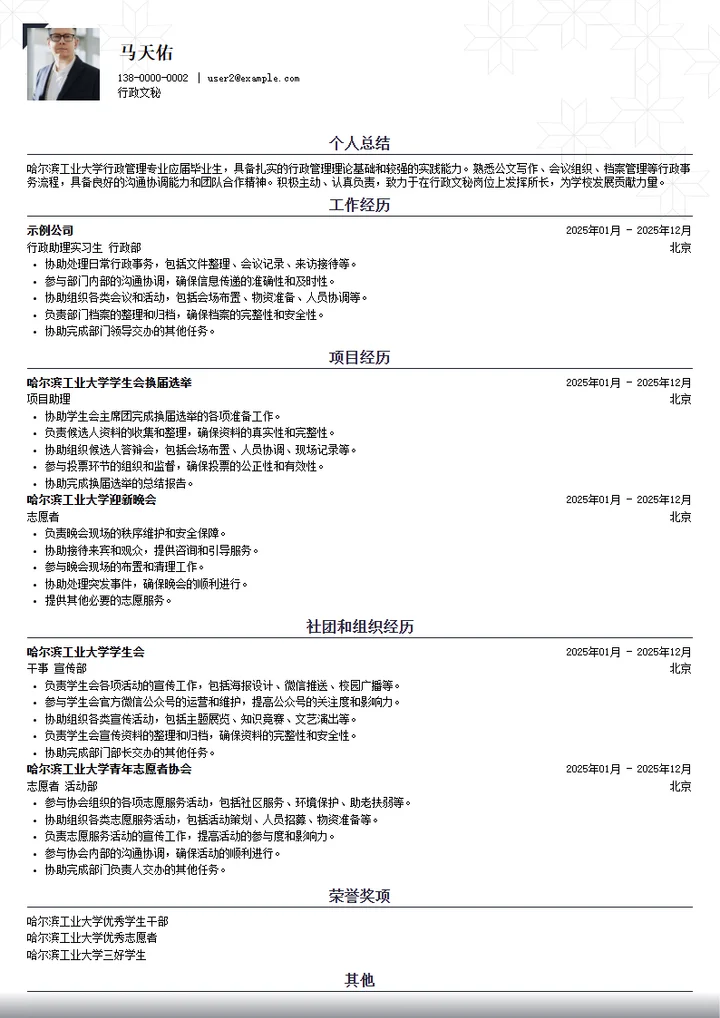 马天佑
138-0000-0002 | user2@example.com
行政文秘
个人总结
哈尔滨工业大学行政管理专业应届毕业生，具备扎实的行政管理理论基础和较强的实践能力。熟悉公文写作、会议组织、档案管理等行政事
务流程，具备良好的沟通协调能力和团队合作精神。积极主动、认真负责，致力于在行政文秘岗位上发挥所长，为学校发展贡献力量。
工作经历
示例公司 2025年01月 - 2025年12月
行政助理实习生 行政部 北京
• 协助处理日常行政事务，包括文件整理、会议记录、来访接待等。
• 参与部门内部的沟通协调，确保信息传递的准确性和及时性。
• 协助组织各类会议和活动，包括会场布置、物资准备、人员协调等。
• 负责部门档案的整理和归档，确保档案的完整性和安全性。
• 协助完成部门领导交办的其他任务。
项目经历
哈尔滨工业大学学生会换届选举 2025年01月 - 2025年12月
项目助理 北京
• 协助学生会主席团完成换届选举的各项准备工作。
• 负责候选人资料的收集和整理，确保资料的真实性和完整性。
• 协助组织候选人答辩会，包括会场布置、人员协调、现场记录等。
• 参与投票环节的组织和监督，确保投票的公正性和有效性。
• 协助完成换届选举的总结报告。
哈尔滨工业大学迎新晚会 2025年01月 - 2025年12月
志愿者 北京
• 负责晚会现场的秩序维护和安全保障。
• 协助接待来宾和观众，提供咨询和引导服务。
• 参与晚会现场的布置和清理工作。
• 协助处理突发事件，确保晚会的顺利进行。
• 提供其他必要的志愿服务。
社团和组织经历
哈尔滨工业大学学生会 2025年01月 - 2025年12月
干事 宣传部 北京
• 负责学生会各项活动的宣传工作，包括海报设计、微信推送、校园广播等。
• 参与学生会官方微信公众号的运营和维护，提高公众号的关注度和影响力。
• 协助组织各类宣传活动，包括主题展览、知识竞赛、文艺演出等。
• 负责学生会宣传资料的整理和归档，确保资料的完整性和安全性。
• 协助完成部门部长交办的其他任务。
哈尔滨工业大学青年志愿者协会 2025年01月 - 2025年12月
志愿者 活动部 北京
• 参与协会组织的各项志愿服务活动，包括社区服务、环境保护、助老扶弱等。
• 协助组织各类志愿服务活动，包括活动策划、人员招募、物资准备等。
• 负责志愿服务活动的宣传工作，提高活动的参与度和影响力。
• 参与协会内部的沟通协调，确保活动的顺利进行。
• 协助完成部门负责人交办的其他任务。
荣誉奖项
哈尔滨工业大学优秀学生干部
哈尔滨工业大学优秀志愿者
哈尔滨工业大学三好学生
其他